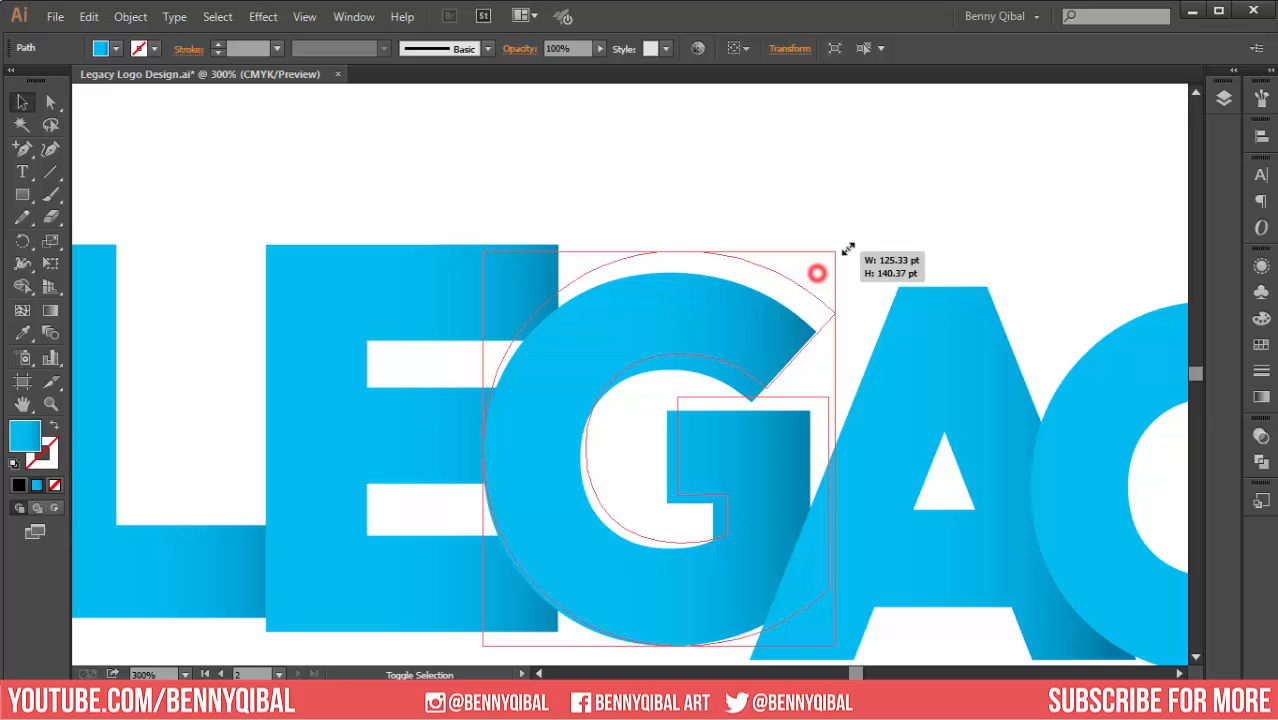 Ai File Edit Object Type Select Effect View Window Help Br St Benny Qibal
Path Stroke: Basic Opacity: 100% Style: Transform
Legacy Logo Design.ai* @ 300% (CMYK/Preview) ×
W: 125.33 pt
H: 140.37 pt
LEGAC
300% 2 Toggle Selection
YOUTUBE.COM/BENNYQIBAL @BENNYQIBAL BENNYQIBAL ART @BENNYQIBAL SUBSCRIBE FOR MORE